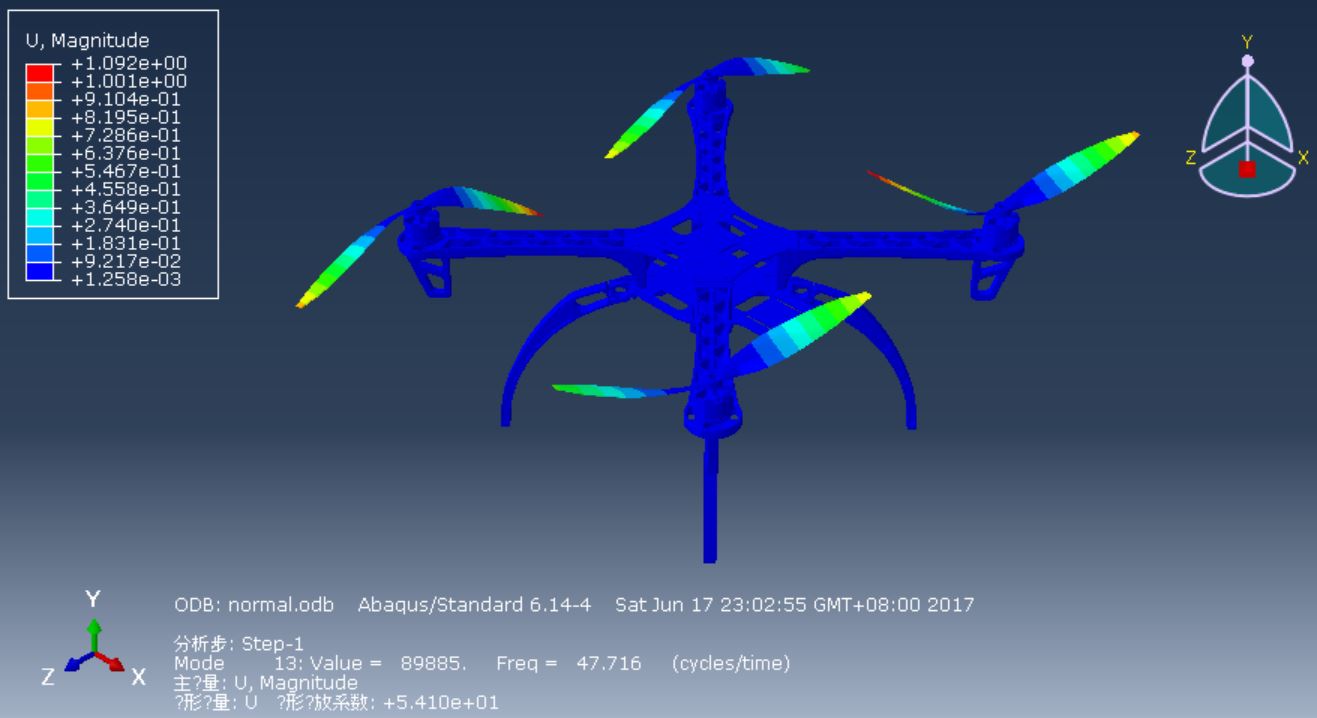 U, Magnitude
+1.092e+00
+1.001e+00
+9.104e-01
+8.195e-01
+7.286e-01
+6.376e-01
+5.467e-01
+4.558e-01
+3.649e-01
+2.740e-01
+1.831e-01
+9.217e-02
+1.258e-03
Y
Z X
Y
Z X
ODB: normal.odb Abaqus/Standard 6.14-4 Sat Jun 17 23:02:55 GMT+08:00 2017
分析步: Step-1
Mode 13: Value = 89885. Freq = 47.716 (cycles/time)
主?量: U, Magnitude
?形?量: U ?形?放系数: +5.410e+01